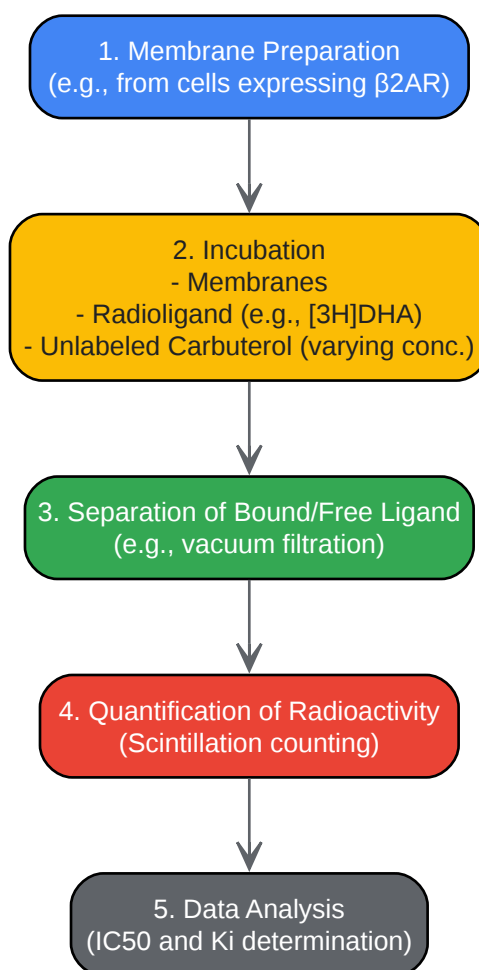 1. Membrane Preparation
(e.g., from cells expressing β2AR)
2. Incubation
- Membranes
- Radioligand (e.g., [3H]DHA)
- Unlabeled Carbuterol (varying conc.)
3. Separation of Bound/Free Ligand
(e.g., vacuum filtration)
4. Quantification of Radioactivity
(Scintillation counting)
5. Data Analysis
(IC50 and Ki determination)